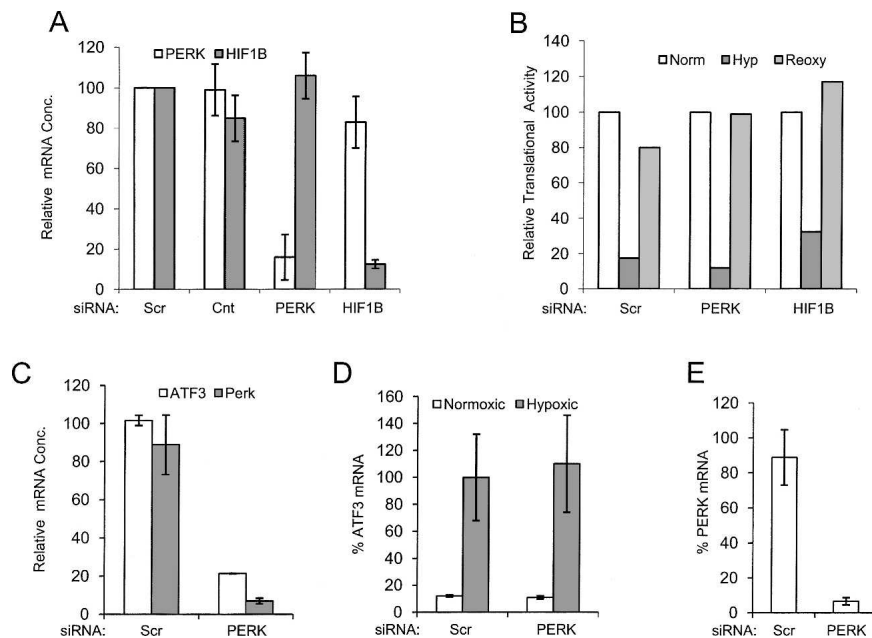 A
Relative mRNA Conc.
PERK HIF1B
120
100
80
60
40
20
0
siRNA: Scr Cnt PERK HIF1B
B
Relative Translational Activity
Norm Hyp Reoxy
140
120
100
80
60
40
20
0
siRNA: Scr PERK HIF1B
C
Relative mRNA Conc.
ATF3 Perk
120
100
80
60
40
20
0
siRNA: Scr PERK
D
% ATF3 mRNA
Normoxic Hypoxic
160
140
120
100
80
60
40
20
0
siRNA: Scr PERK
E
% PERK mRNA
120
100
80
60
40
20
0
siRNA: Scr PERK